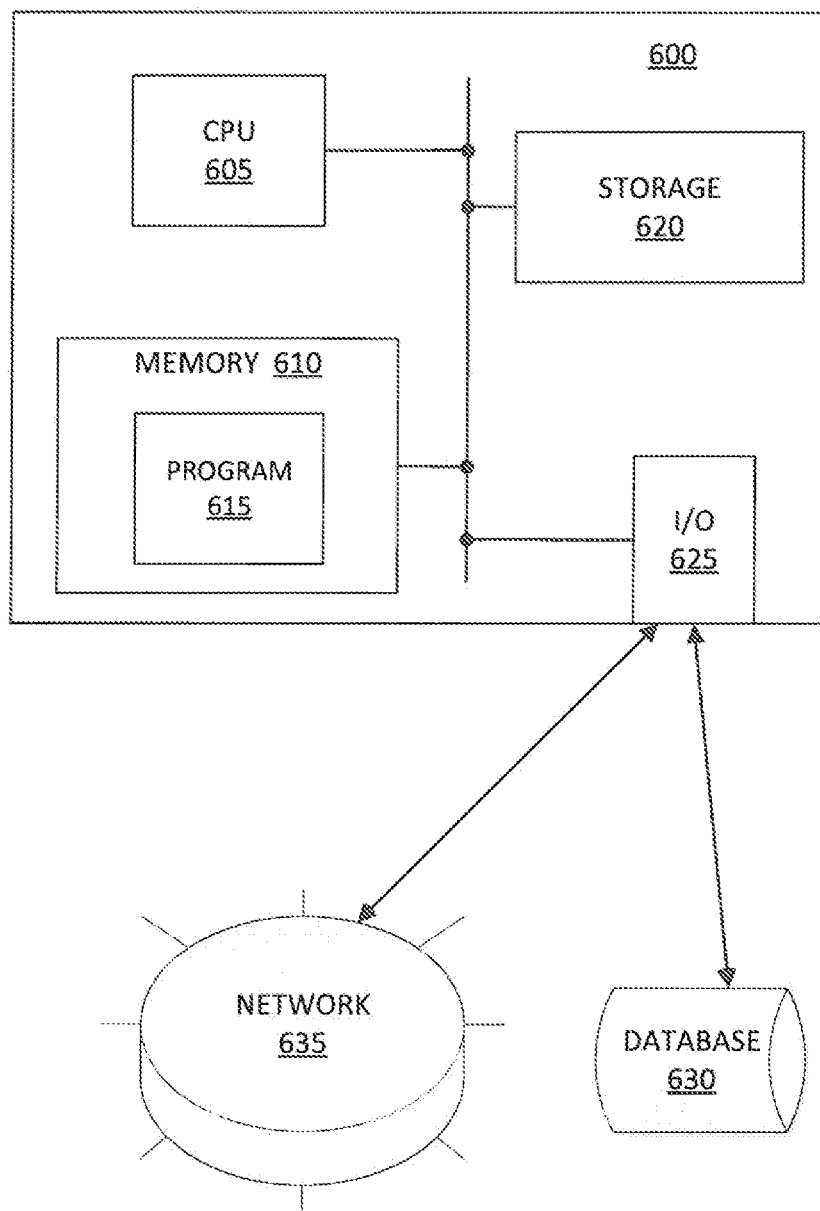 600
CPU
605
STORAGE
620
MEMORY 610
PROGRAM
615
I/O
625
NETWORK
635
DATABASE
630